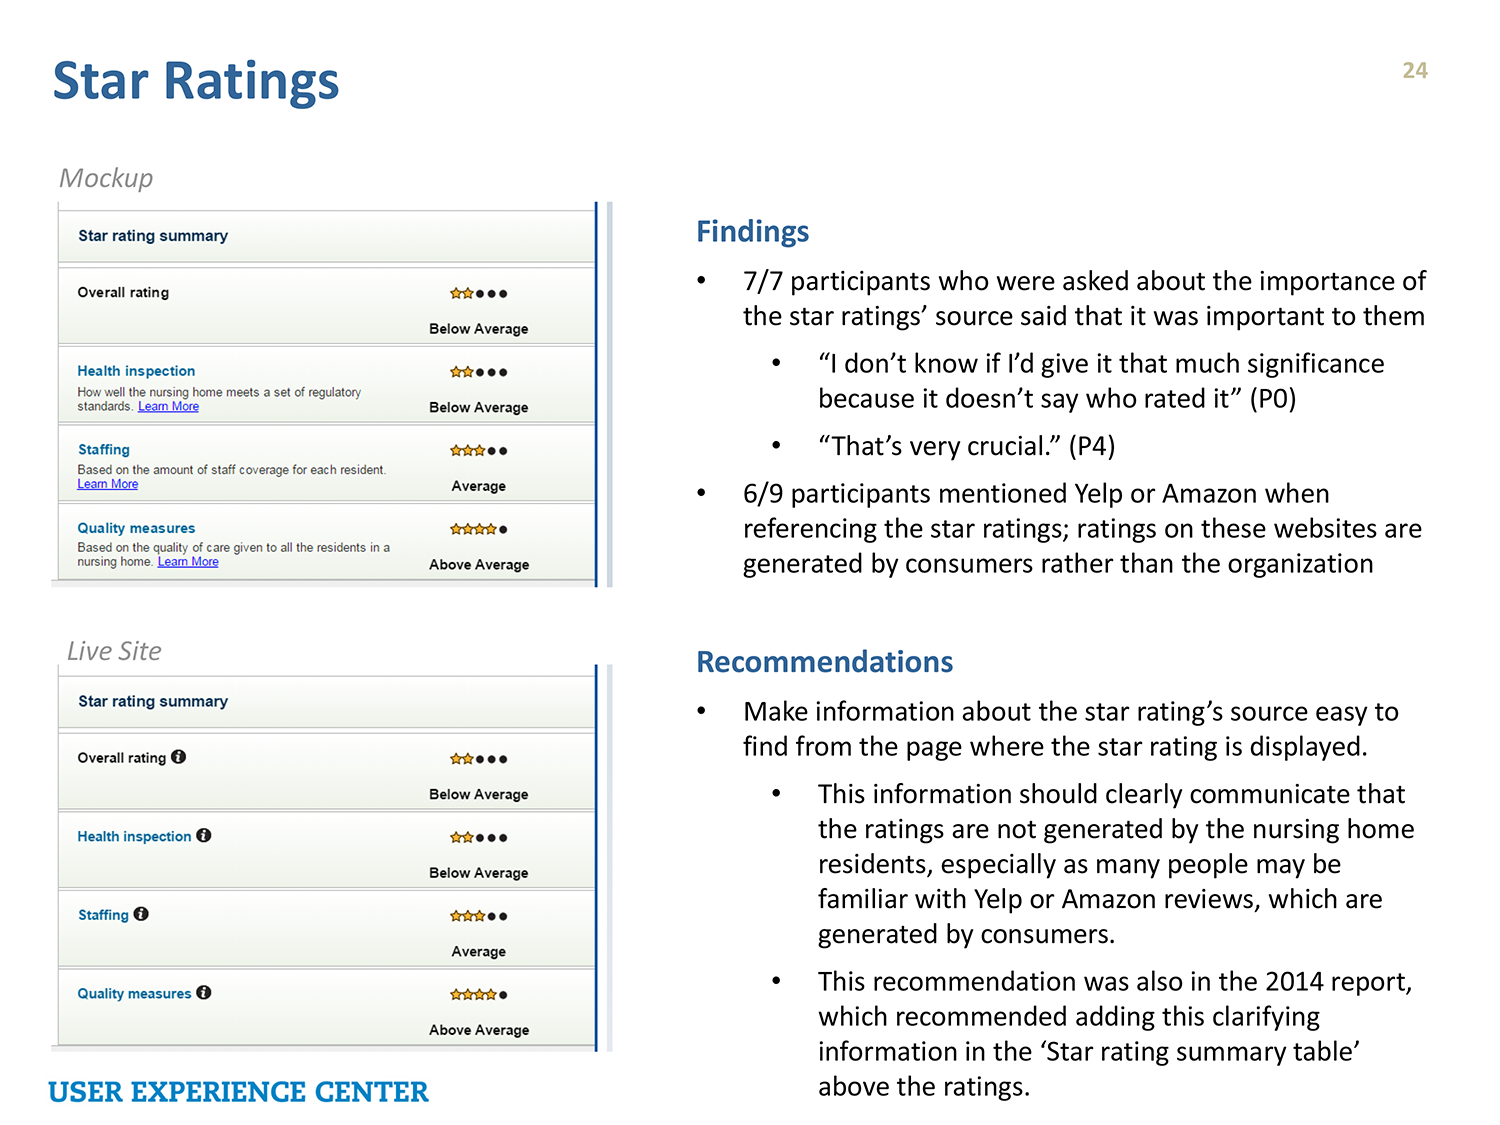 Star Ratings
24
Mockup
Star rating summary
Overall rating
Below Average
Health inspection
How well the nursing home meets a set of regulatory
standards. Learn More
Below Average
Staffing
Based on the amount of staff coverage for each resident.
Learn More
Average
Quality measures
Based on the quality of care given to all the residents in a
nursing home. Learn More
Above Average
Live Site
Star rating summary
Overall rating
Below Average
Health inspection
Below Average
Staffing
Average
Quality measures
Above Average
Findings
• 7/7 participants who were asked about the importance of
the star ratings’ source said that it was important to them
• “I don’t know if I’d give it that much significance
because it doesn’t say who rated it” (P0)
• “That’s very crucial.” (P4)
• 6/9 participants mentioned Yelp or Amazon when
referencing the star ratings; ratings on these websites are
generated by consumers rather than the organization
Recommendations
• Make information about the star rating’s source easy to
find from the page where the star rating is displayed.
• This information should clearly communicate that
the ratings are not generated by the nursing home
residents, especially as many people may be
familiar with Yelp or Amazon reviews, which are
generated by consumers.
• This recommendation was also in the 2014 report,
which recommended adding this clarifying
information in the ‘Star rating summary table’
above the ratings.
USER EXPERIENCE CENTER